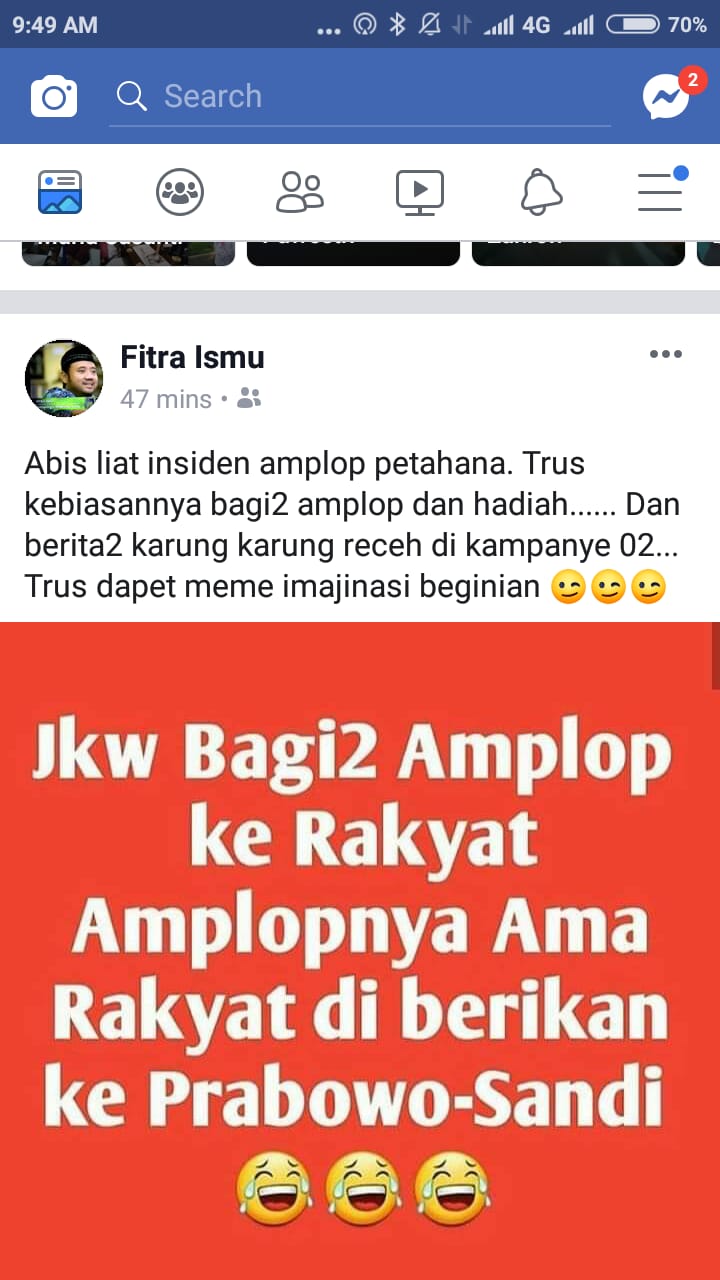 9:49 AM
4G
70%
Search
2
Fitra Ismu
47 mins
Abis liat insiden amplop petahana. Trus
kebiasannya bagi2 amplop dan hadiah...... Dan
berita2 karung karung receh di kampanye 02...
Trus dapet meme imajinasi beginian 😉😉😉
Jkw Bagi2 Amplop
ke Rakyat
Amplopnya Ama
Rakyat di berikan
ke Prabowo-Sandi
😂😂😂